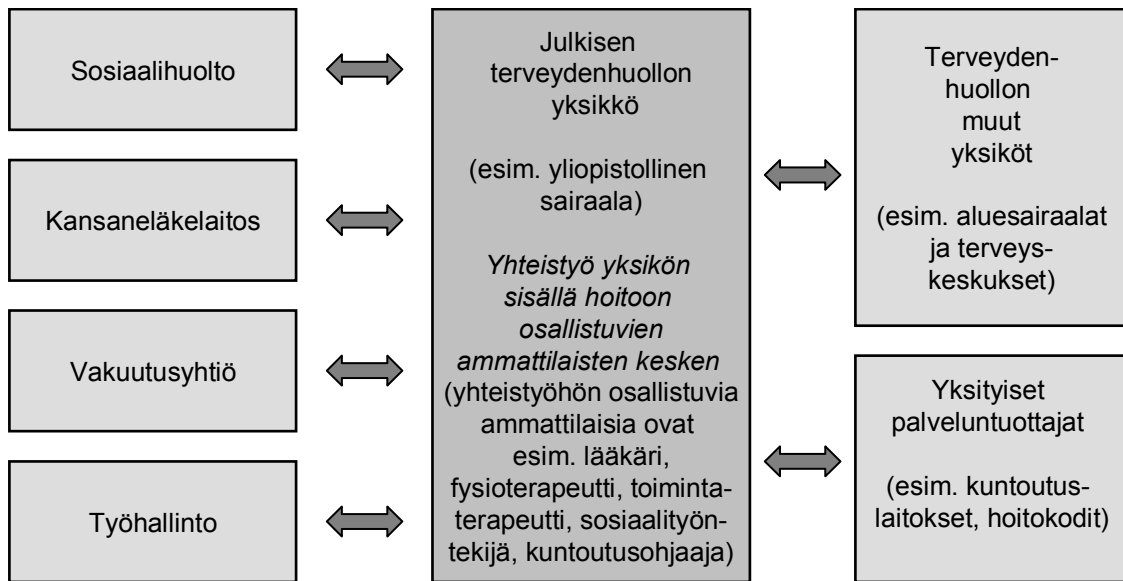 Sosiaalihuolto
Kansaneläkelaitos
Vakuutusyhtiö
Työhallinto
Julkisen
terveydenhuollon
yksikkö
(esim. yliopistollinen
sairaala)
Yhteistyö yksikön
sisällä hoitoon
osallistuvien
ammattilaisten kesken
(yhteistyöhön osallistuvia
ammattilaisia ovat
esim. lääkäri,
fysioterapeutti, toiminta-
terapeutti, sosiaalityön-
tekijä, kuntoutusohjaaja)
Terveyden-
huollon
muut
yksiköt
(esim. aluesairaalat
ja terveys-
keskukset)
Yksityiset
palveluntuottajat
(esim. kuntoutus-
laitokset, hoitokodit)